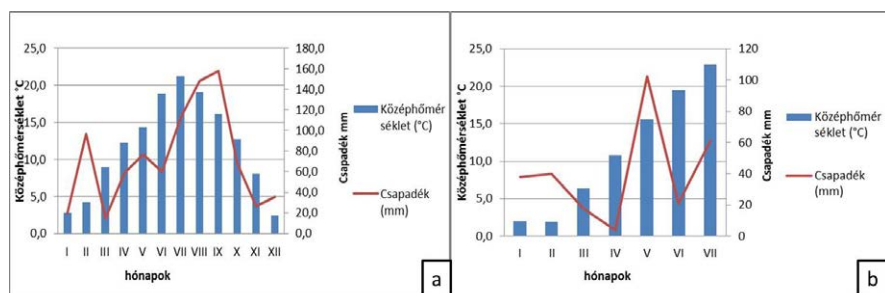 25,0
20,0
15,0
10,0
5,0
0,0
Középhőmérséklet °C
180,0
160,0
140,0
120,0
100,0
80,0
60,0
40,0
20,0
0,0
Csapadék mm
I II III IV V VI VII VIII IX X XI XII
hónapok
Középhőmér
séklet (°C)
Csapadék
(mm)
a
25,0
20,0
15,0
10,0
5,0
0,0
Középhőmérséklet °C
120
100
80
60
40
20
0
Csapadék mm
I II III IV V VI VII
hónapok
Középhőmér
séklet (°C)
Csapadék
(mm)
b